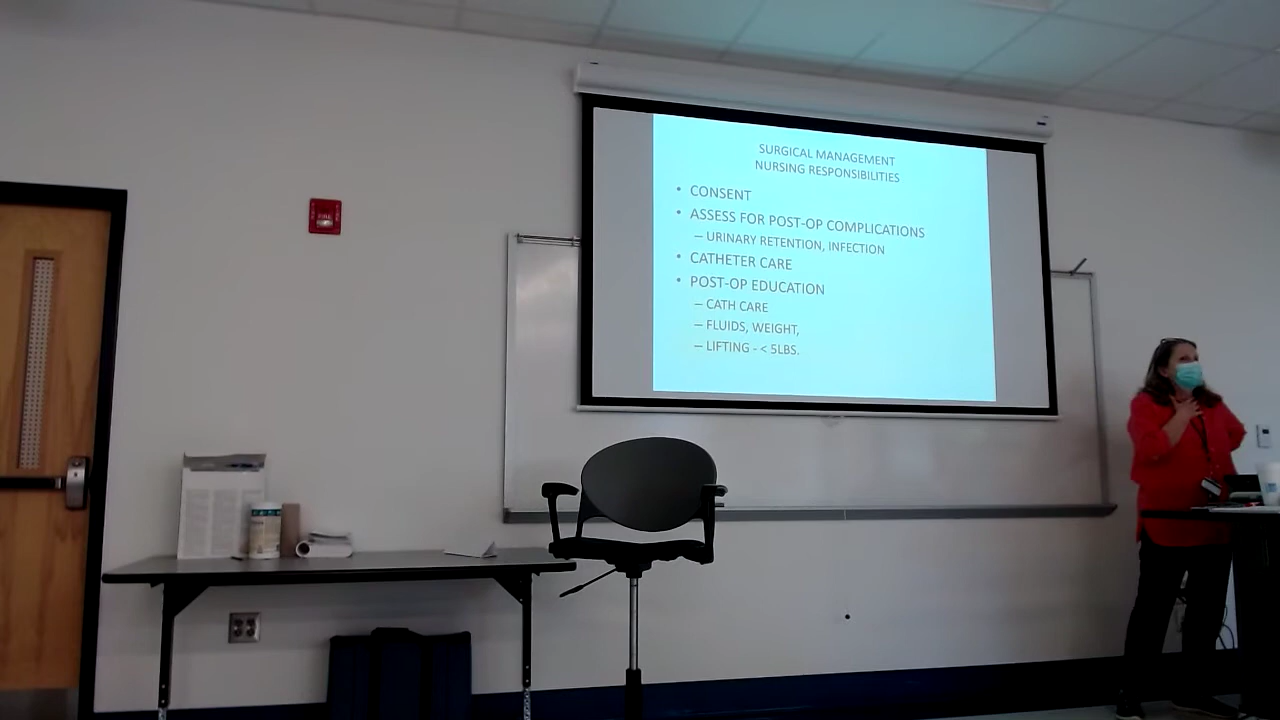 SURGICAL MANAGEMENT
NURSING RESPONSIBILITIES
• CONSENT
• ASSESS FOR POST-OP COMPLICATIONS
– URINARY RETENTION, INFECTION
• CATHETER CARE
• POST-OP EDUCATION
– CATH CARE
– FLUIDS, WEIGHT,
– LIFTING - < 5LBS.
FIRE